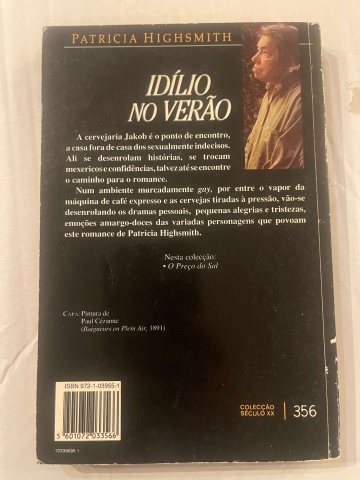 PATRICIA HIGHSMITH
IDÍLIO
NO VERÃO
A cervejaria Jakob é o ponto de encontro,
a casa fora de casa dos sexualmente indecisos.
Ali se desenrolam histórias, se trocam
mexericos e confidências, talvez até se encontre
o caminho para o romance.
Num ambiente marcadamente gay, por entre o vapor da
máquina de café expresso e as cervejas tiradas à pressão, vão-se
desenrolando os dramas pessoais, pequenas alegrias e tristezas,
emoções amargo-doces das variadas personagens que povoam
este romance de Patricia Highsmith.
Nesta colecção:
• O Preço do Sal
CAPA: Pintura de
Paul Cézanne
(Baigneurs en Plein Air, 1891)
ISBN 972-1-03955-1
5 601072 033566
10335695 1
COLECÇÃO
SÉCULO XX
356